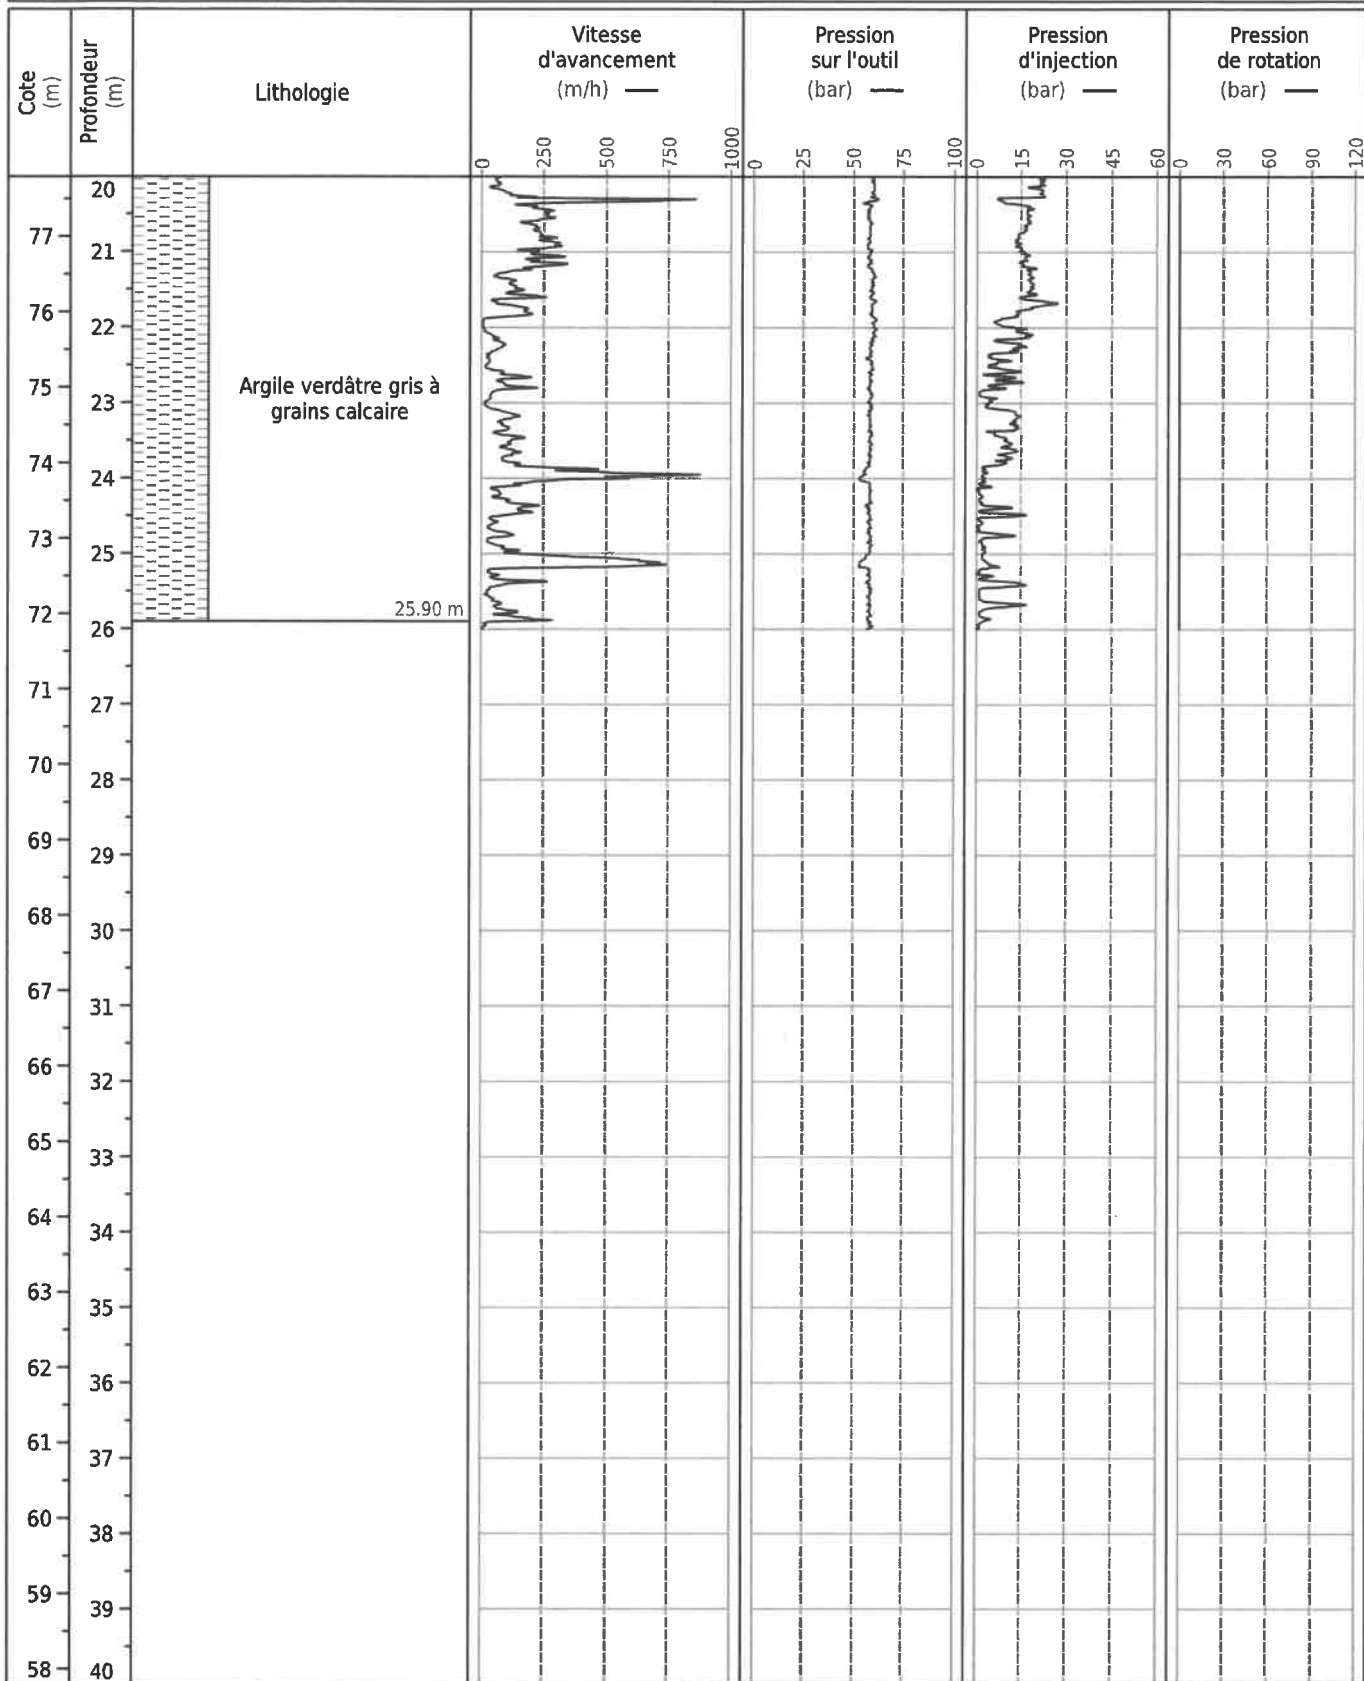 Cote
(m)
Profondeur
(m)
Lithologie
Vitesse
d'avancement
(m/h)
Pression
sur l'outil
(bar)
Pression
d'injection
(bar)
Pression
de rotation
(bar)
0 250 500 750 1000
0 25 50 75 100
0 15 30 45 60
0 30 60 90 120
20
77
21
76
22
75
Argile verdâtre gris à
23
grains calcaire
74
24
73
25
72
25.90 m
26
71
27
70
28
69
29
68
30
67
31
66
32
65
33
64
34
63
35
62
36
61
37
60
38
59
39
58
40